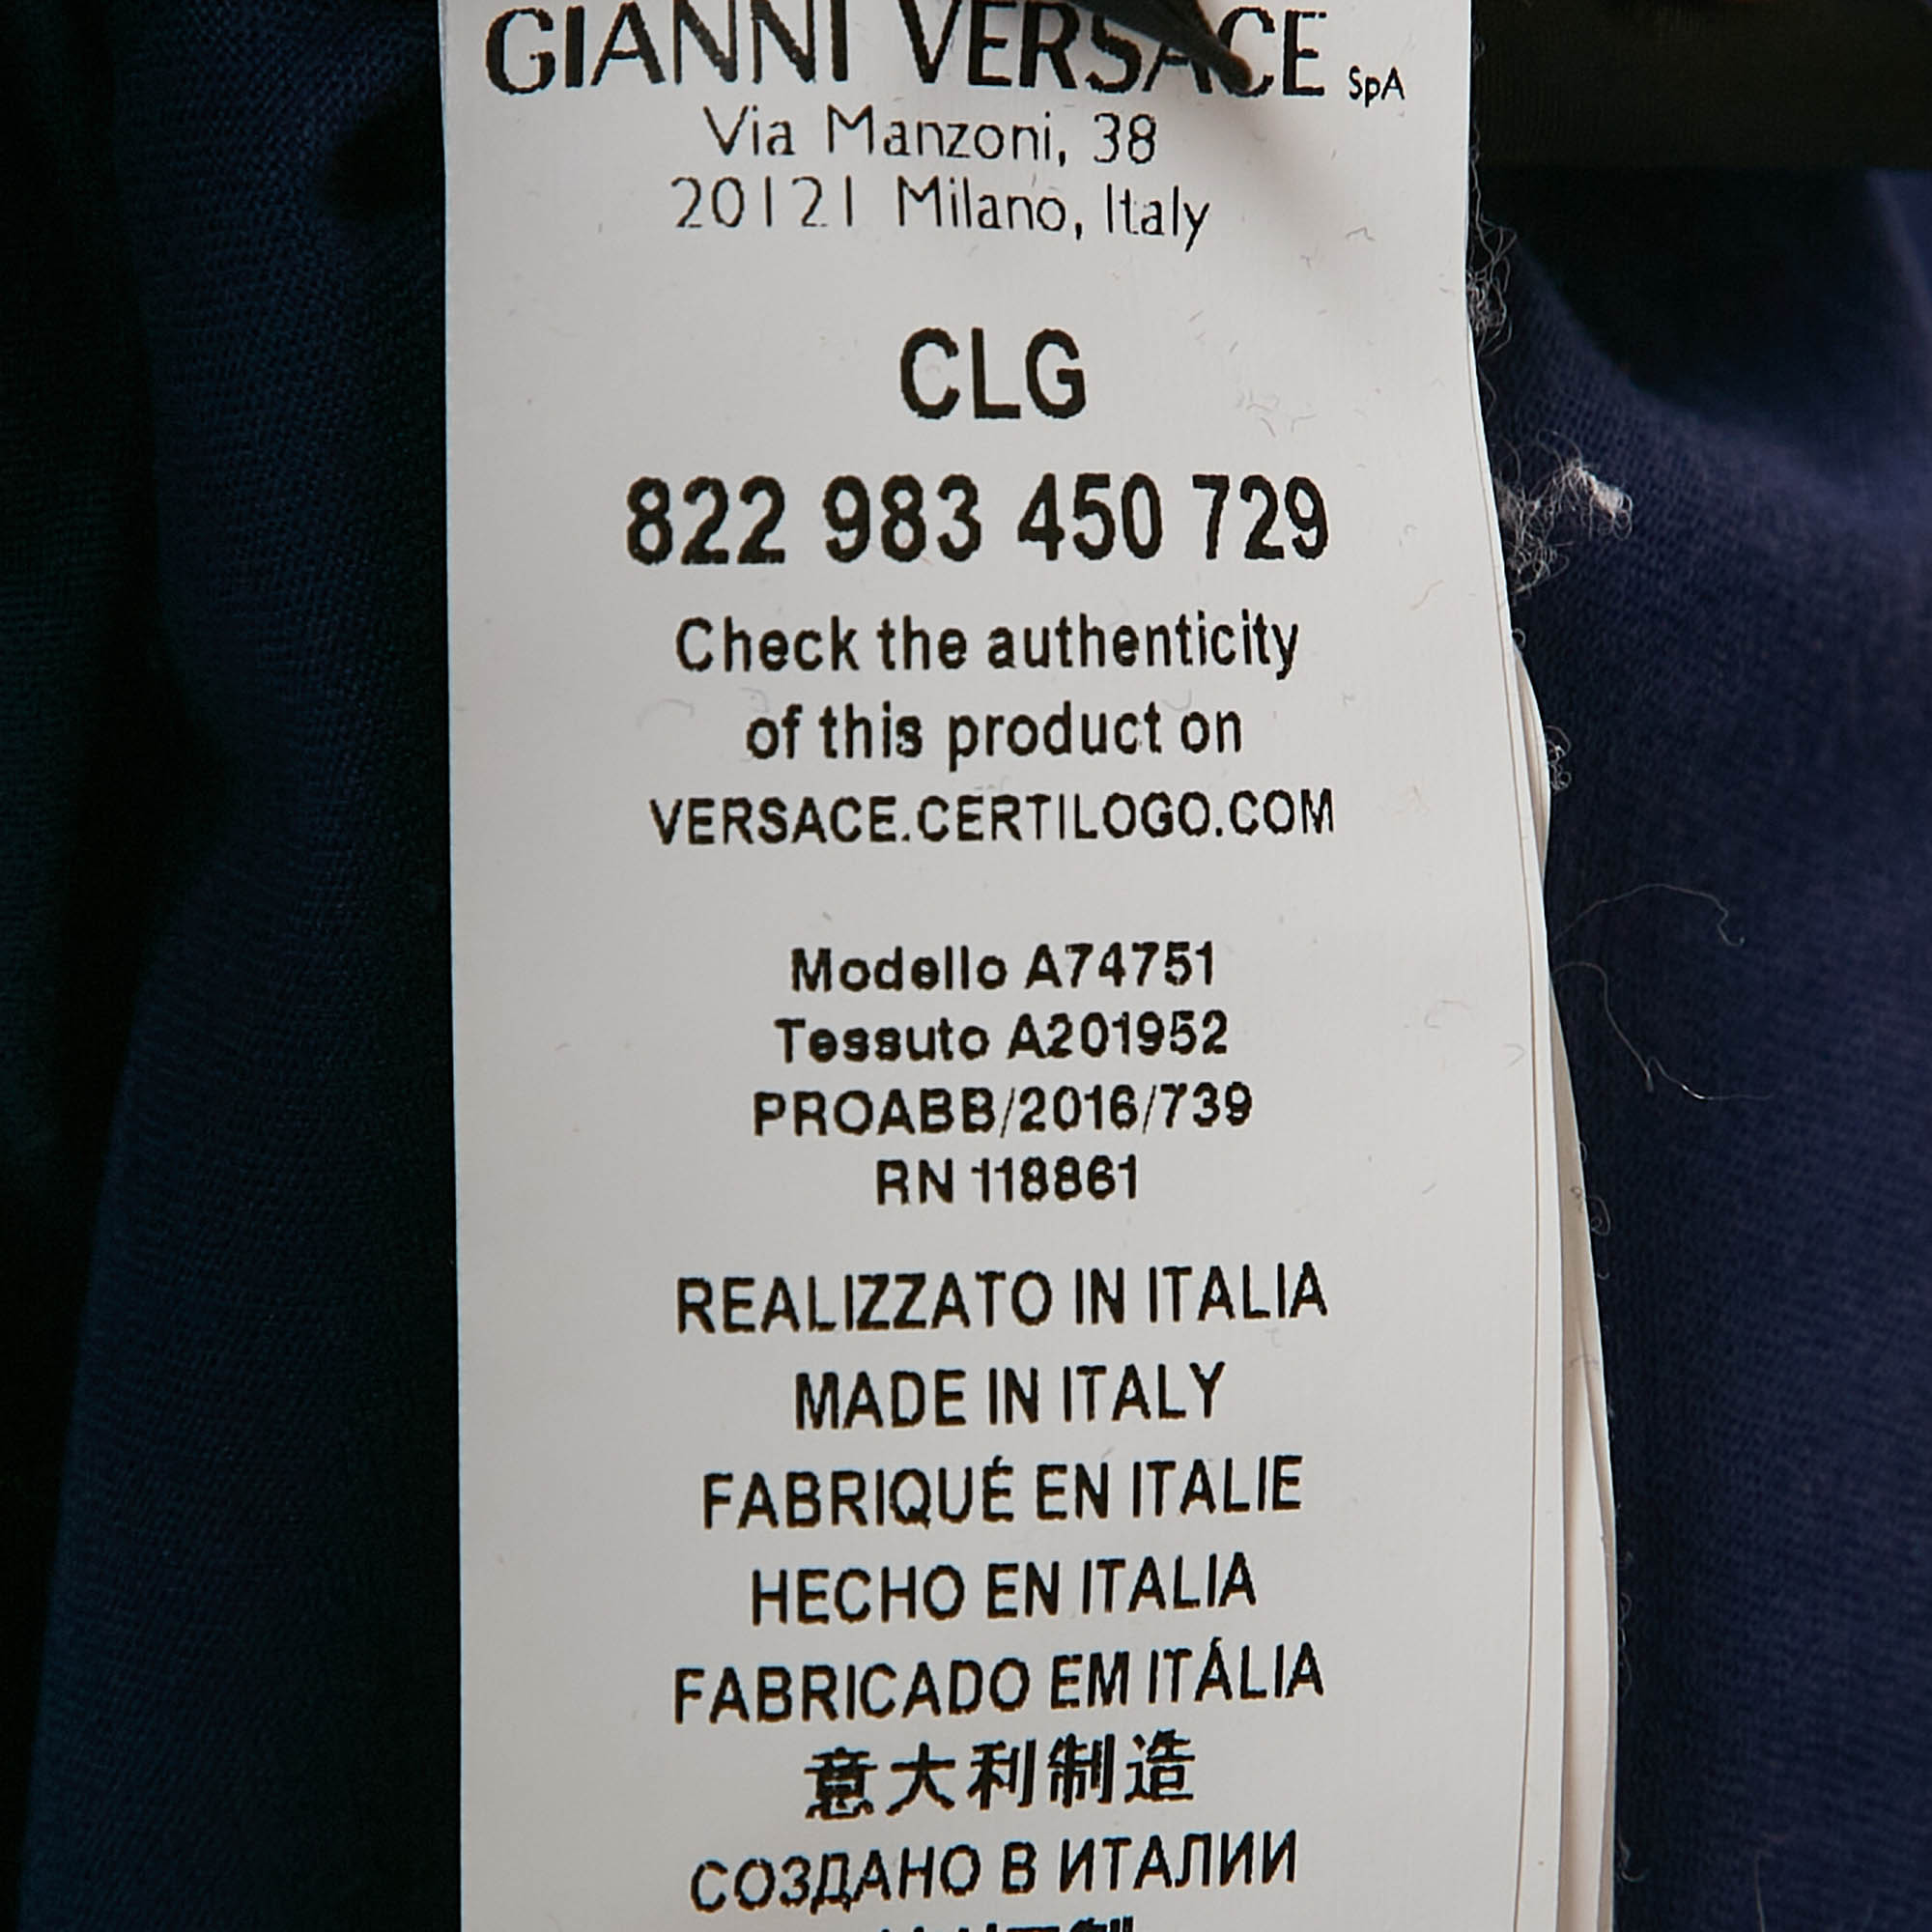 GIANNI VERSACE SpA
Via Manzoni, 38
20121 Milano, Italy
CLG
822 983 450 729
Check the authenticity
of this product on
VERSACE.CERTILOGO.COM
Modello A74751
Tessuto A201952
PROABB/2016/739
RN 118861
REALIZZATO IN ITALIA
MADE IN ITALY
FABRIQUÉ EN ITALIE
HECHO EN ITALIA
FABRICADO EM ITÁLIA
意大利制造
СОЗДАНО В ИТАЛИИ